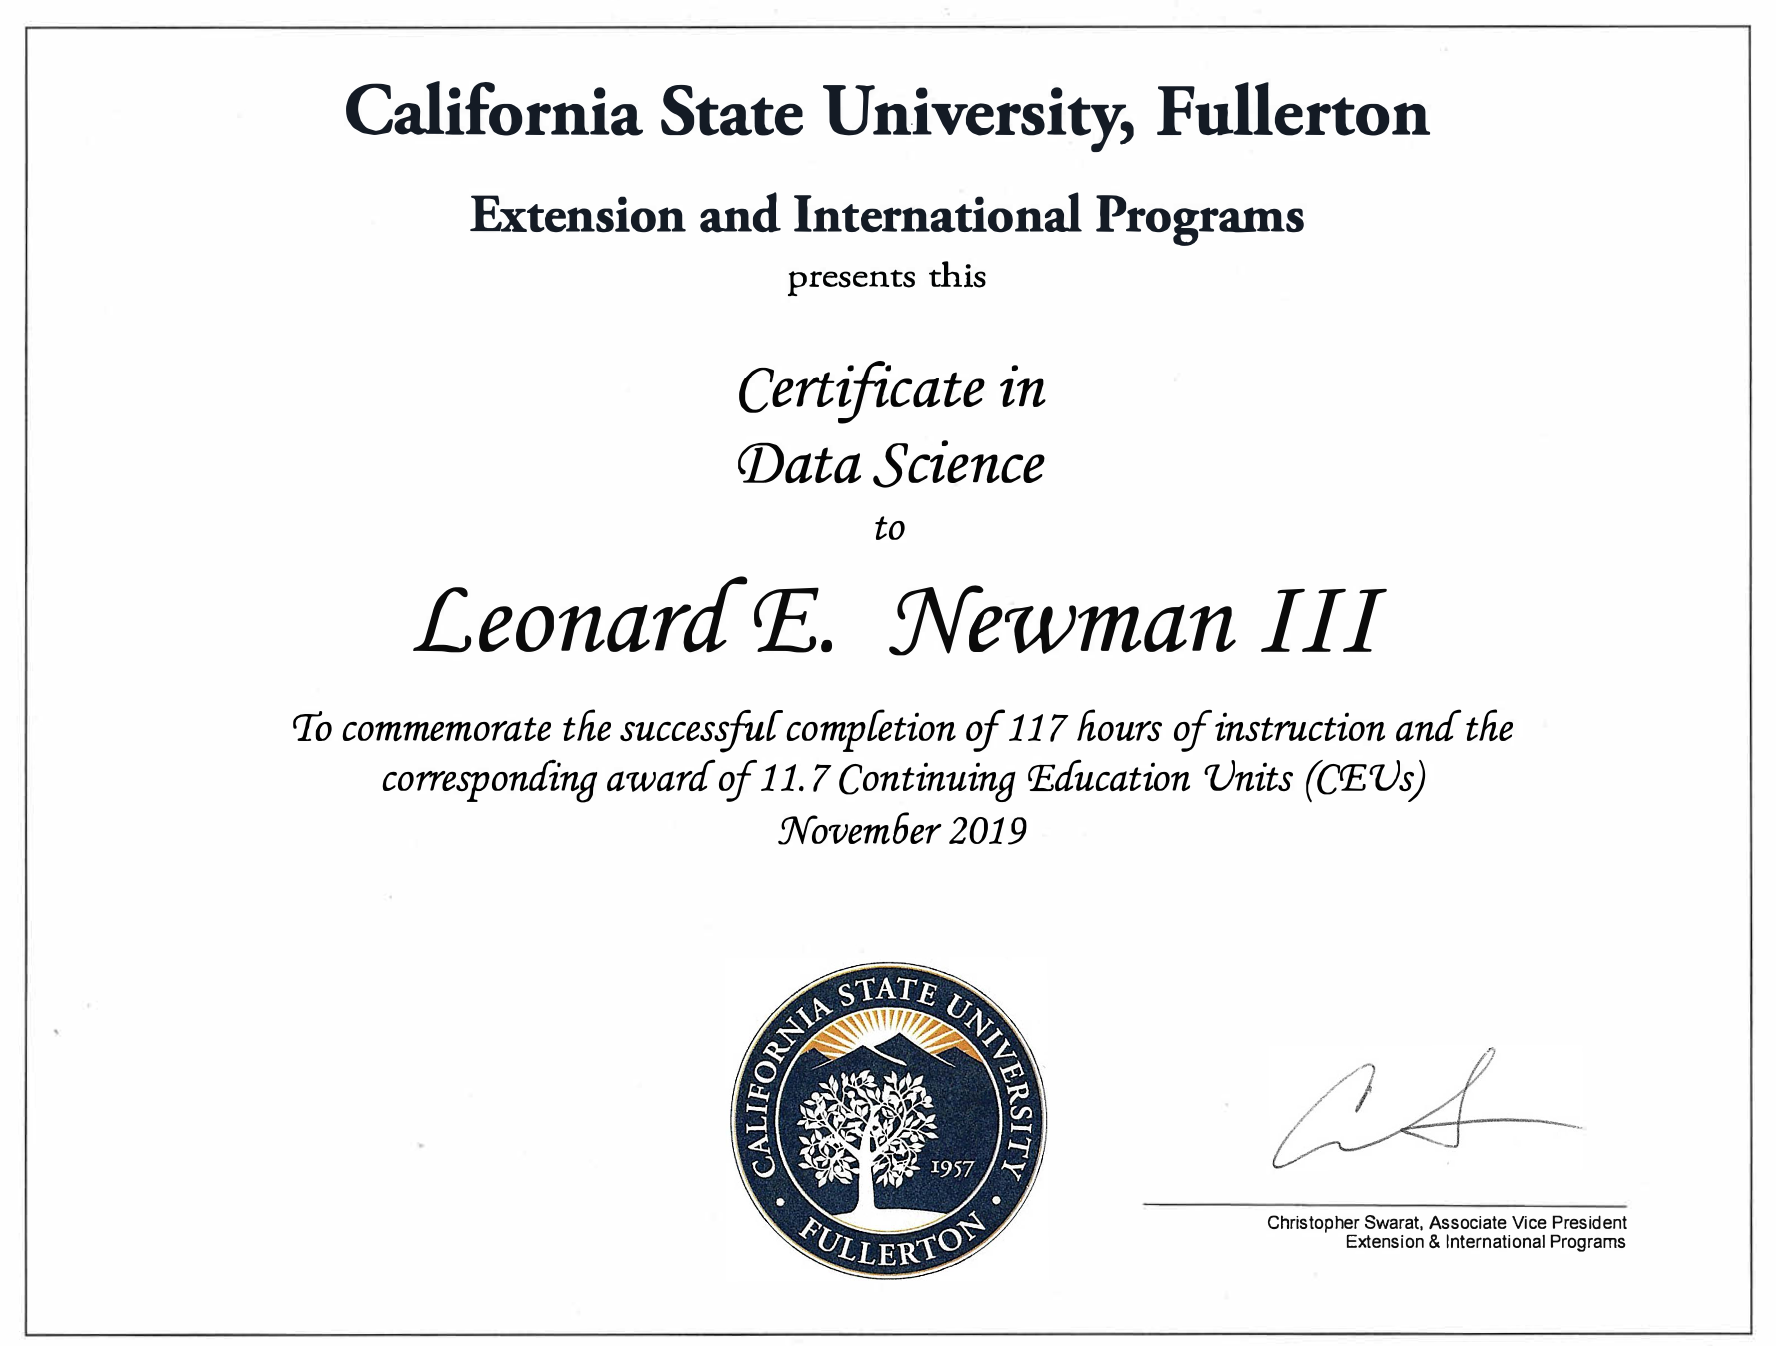 California State University, Fullerton
Extension and International Programs
presents this
Certificate in
Data Science
to
Leonard E. Newman III
To commemorate the successful completion of 117 hours of instruction and the
corresponding award of 11.7 Continuing Education Units (CEUs)
November 2019
CALIFORNIA STATE UNIVERSITY
1957
• FULLERTON •
Christopher Swarat, Associate Vice President
Extension & International Programs